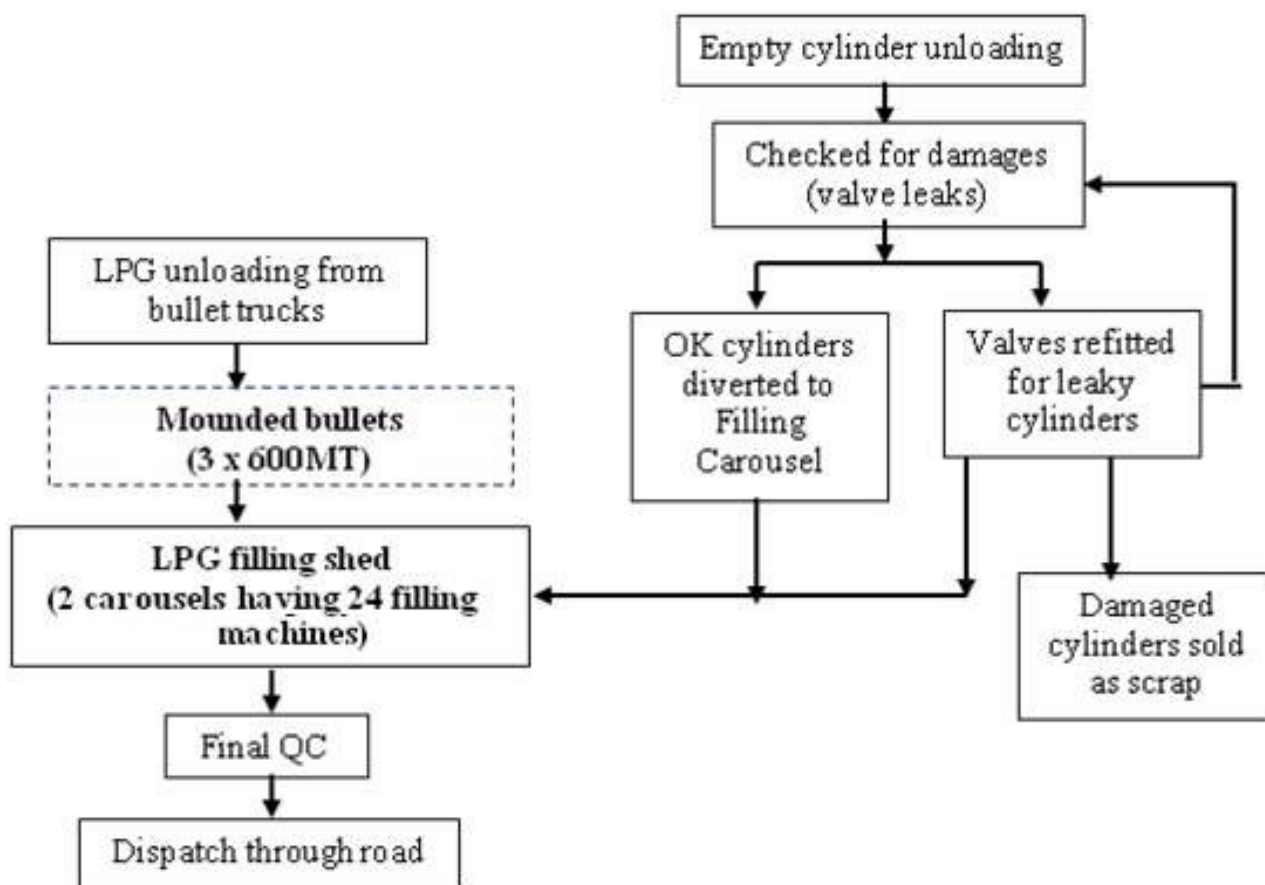 Empty cylinder unloading
Checked for damages
(valve leaks)
LPG unloading from
bullet trucks
OK cylinders
diverted to
Filling
Carousel
Valves refitted
for leaky
cylinders
Mounded bullets
(3 x 600MT)
LPG filling shed
(2 carousels having 24 filling
machines)
Damaged
cylinders sold
as scrap
Final QC
Dispatch through road